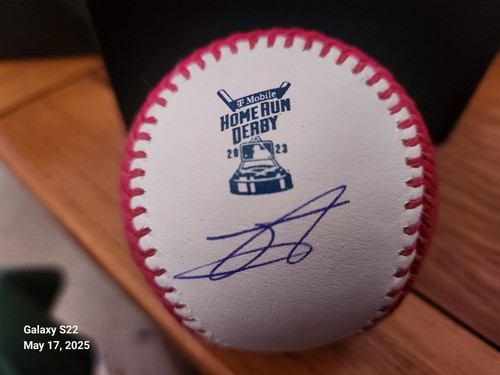 T Mobile
HOME RUN
DERBY
20 23
Galaxy S22
May 17, 2025